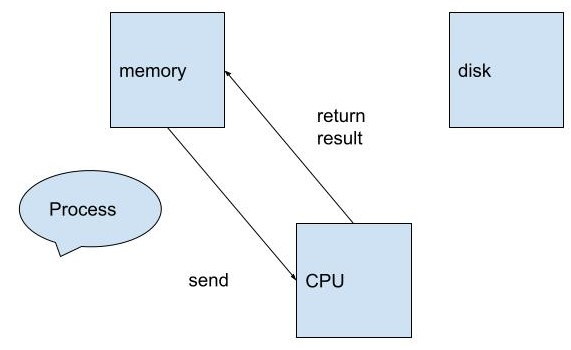 memory
disk
return
result
Process
send
CPU